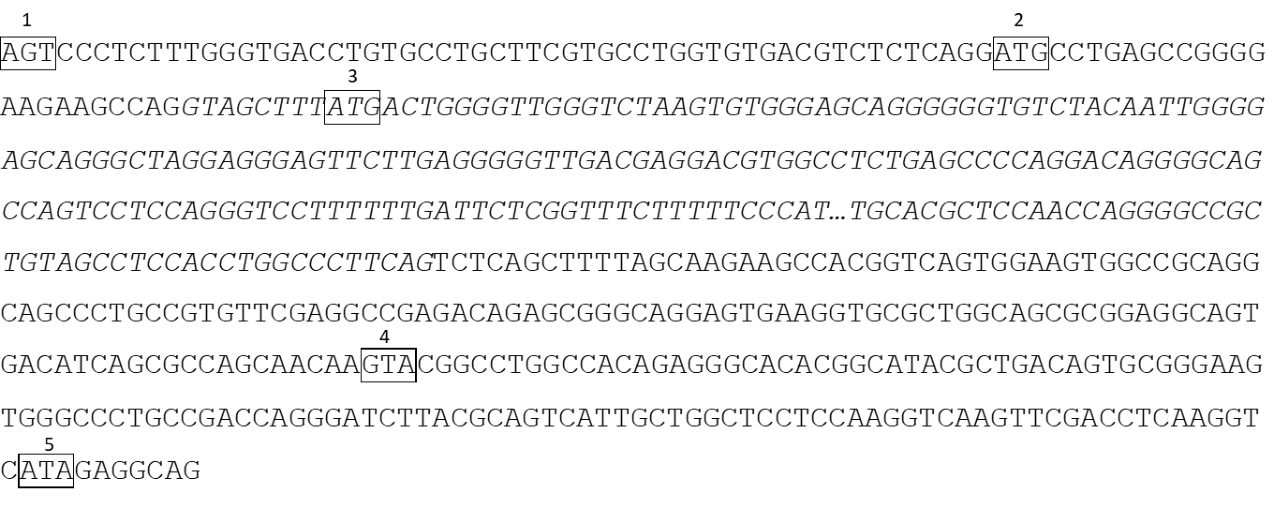 1 2
AGTCCCTCTTTGGGTGACCTGTGCCTGCTTCGTGCCTGGTGTGACGTCTCTCAGGATGCCTGAGCCGGGG
3
AAGAAGCCAGGTAGCTTTATGACTGGGGTTGGGTCTAAGTGTGGGAGCAGGGGGGTGTCTACAATTGGGG
AGCAGGGCTAGGAGGGAGTTCTTGAGGGGGTTGACGAGGACGTGGCCTCTGAGCCCCAGGACAGGGGCAG
CCAGTCCTCCAGGGTCCTTTTTTGATTCTCGGTTTCTTTTTCCCAT...TGCACGCTCCAACCAGGGGCCGC
TGTAGCCTCCACCTGGCCCTTCAGTCTCAGCTTTTAGCAAGAAGCCACGGTCAGTGGAAGTGGCCGCAGG
CAGCCCTGCCGTGTTCGAGGCCGAGACAGAGCGGGCAGGAGTGAAGGTGCGCTGGCAGCGCGGAGGCAGT
4
GACATCAGCGCCAGCAACAAGTACGGCCTGGCCACAGAGGGCACACGGCATACGCTGACAGTGCGGGAAG
TGGGCCCTGCCGACCAGGGATCTTACGCAGTCATTGCTGGCTCCTCCAAGGTCAAGTTCGACCTCAAGGT
5
CATAGAGGCAG